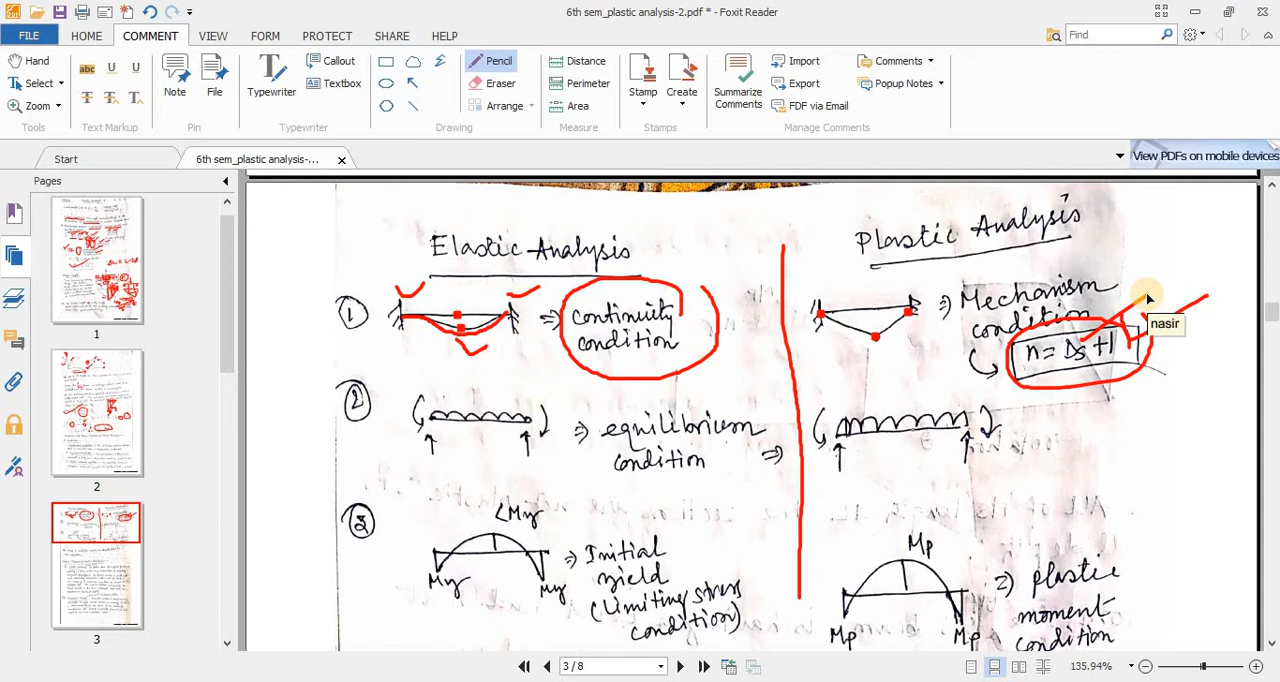 6th sem_plastic analysis-2.pdf * - Foxit Reader
FILE HOME COMMENT VIEW FORM PROTECT SHARE HELP
Find
Hand
Select
Zoom
Tools
Text Markup
Note
File
Pin
Typewriter
Callout
Textbox
Typewriter
Pencil
Eraser
Arrange
Drawing
Distance
Perimeter
Area
Measure
Stamp
Create
Stamps
Summarize
Comments
Import
Export
FDF via Email
Comments
Popup Notes
Manage Comments
Start
6th sem_plastic analysis-...
View PDFs on mobile devices
Pages
1
2
3
Elastic Analysis
Plastic Analysis
① ⇒ continuity
condition
⇒ Mechanism
condition
n = Ds + 1
nasir
② ⇒ equilibrium
condition ⇒
③ <My
My My
⇒ Initial
yield
(Limiting stress
condition)
Mp
Mp Mp
⇒ plastic
moment
condition
3 / 8
135.94%